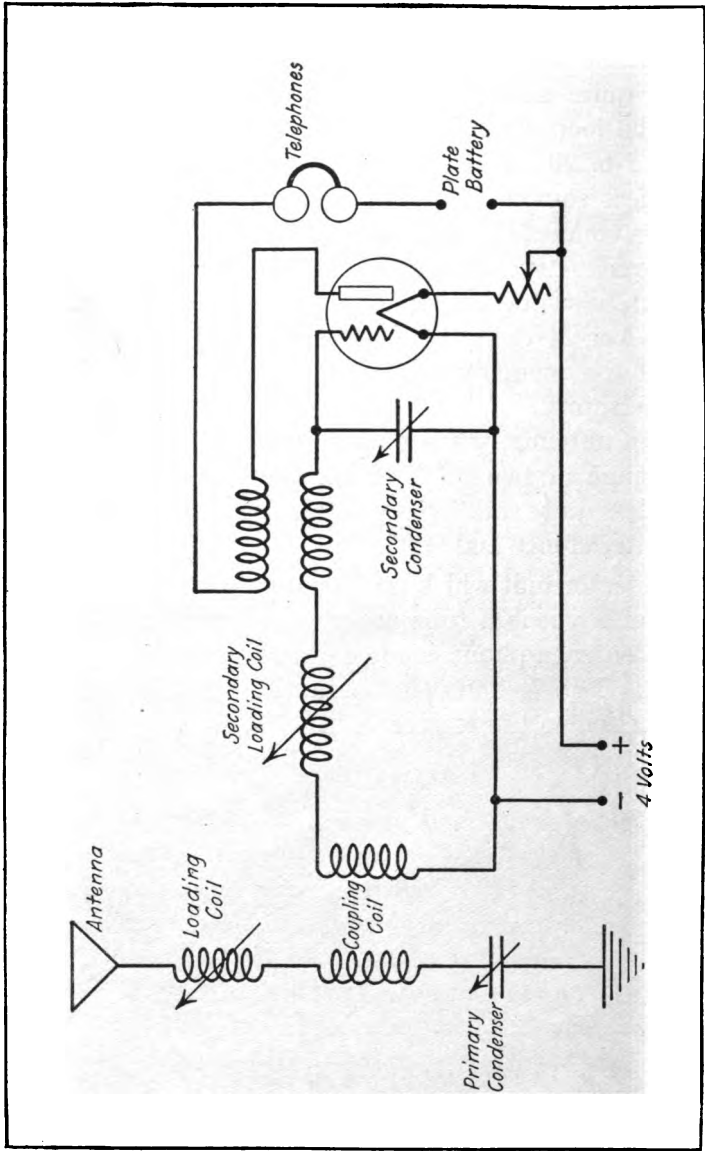 Antenna
Loading
Coil
Secondary
Loading Coil
Telephones
Coupling
Coil
Secondary
Condenser
Plate
Battery
Primary
Condenser
- +
4 Volts